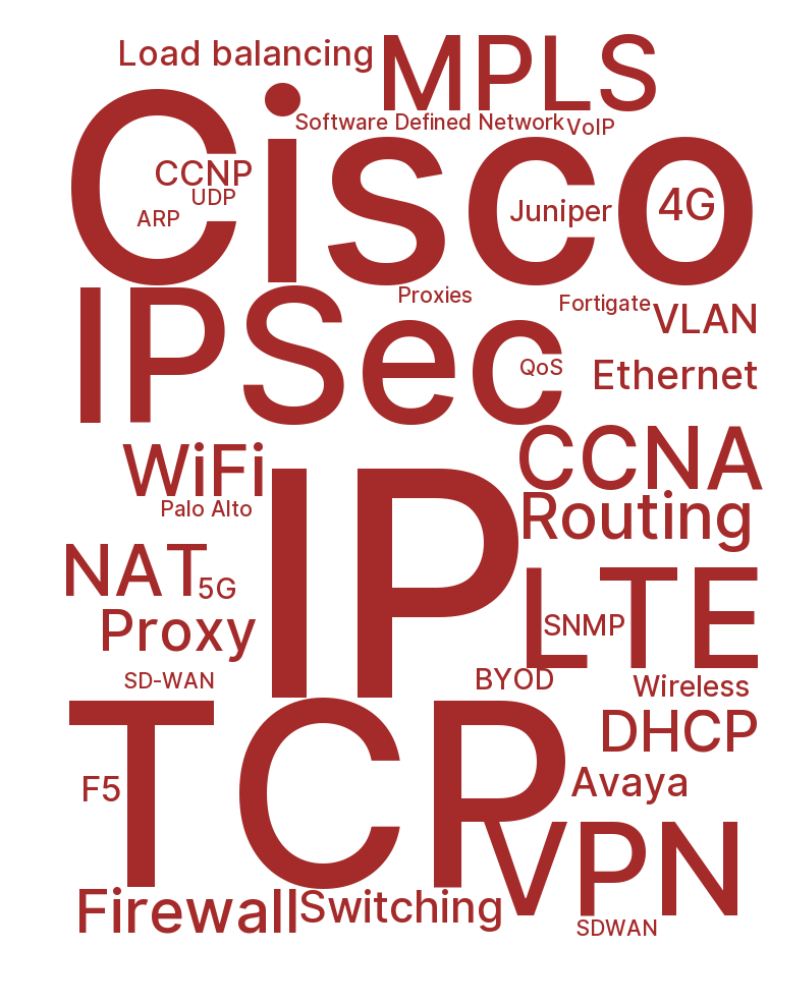 Load balancing
MPLS
Cisco
Software Defined Network
VoIP
CCNP
UDP
ARP
Juniper
4G
IPSec
Proxies
Fortigate
VLAN
QoS
Ethernet
WiFi
CCNA
Palo Alto
IP
Routing
NAT
5G
LTE
SNMP
Proxy
SD-WAN
BYOD
Wireless
TCP
DHCP
F5
Avaya
VPN
Firewall
Switching
SDWAN